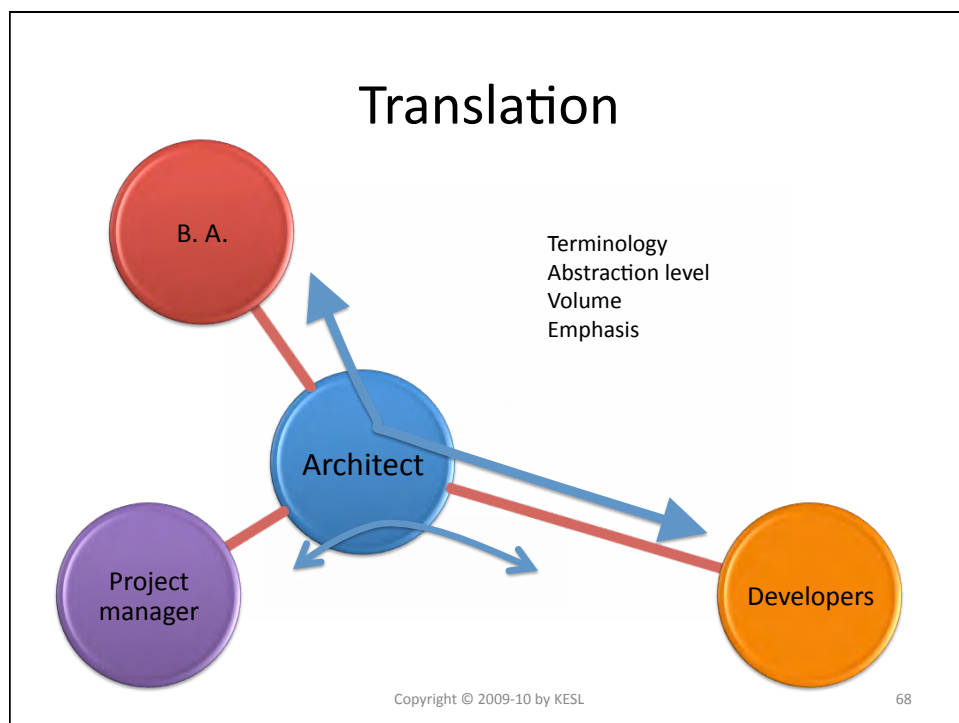 Translation
B. A.
Terminology
Abstraction level
Volume
Emphasis
Architect
Project
manager
Developers
Copyright © 2009-10 by KESL
68